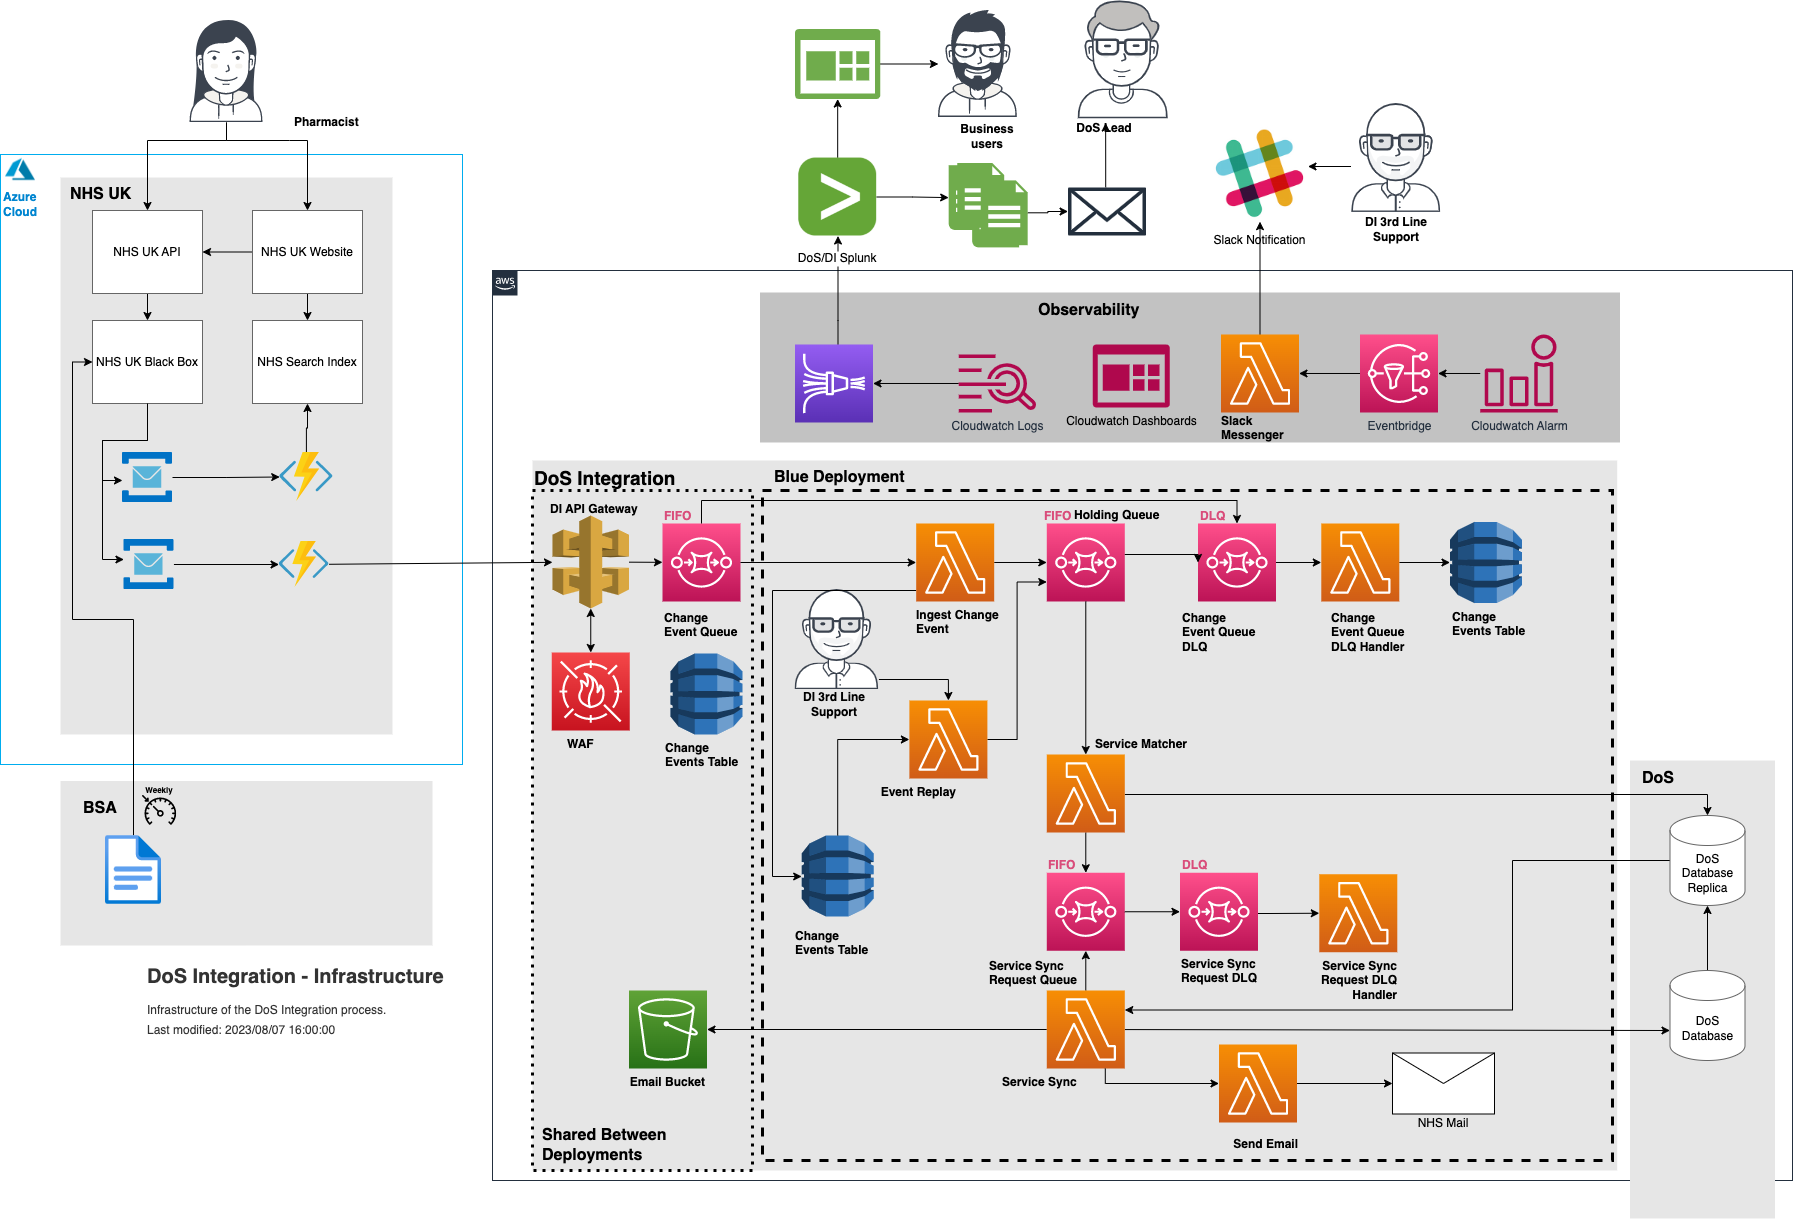 Pharmacist
Azure
Cloud
NHS UK
NHS UK API
NHS UK Website
NHS UK Black Box
NHS Search Index
BSA
Weekly
DoS Integration - Infrastructure
Infrastructure of the DoS Integration process.
Last modified: 2023/08/07 16:00:00
Business
users
DoS Lead
DoS/DI Splunk
Slack Notification
DI 3rd Line
Support
aws
Observability
Cloudwatch Logs
Cloudwatch Dashboards
Slack
Messenger
Eventbridge
Cloudwatch Alarm
DoS Integration
Blue Deployment
DI API Gateway
FIFO
Change
Event Queue
WAF
Change
Events Table
Ingest Change
Event
FIFO
Holding Queue
DLQ
Change
Event Queue
DLQ
Change
Event Queue
DLQ Handler
Change
Events Table
DI 3rd Line
Support
Event Replay
Change
Events Table
Service Matcher
FIFO
Service Sync
Request Queue
DLQ
Service Sync
Request DLQ
Service Sync
Request DLQ
Handler
Service Sync
Email Bucket
Send Email
NHS Mail
Shared Between
Deployments
DoS
DoS
Database
Replica
DoS
Database